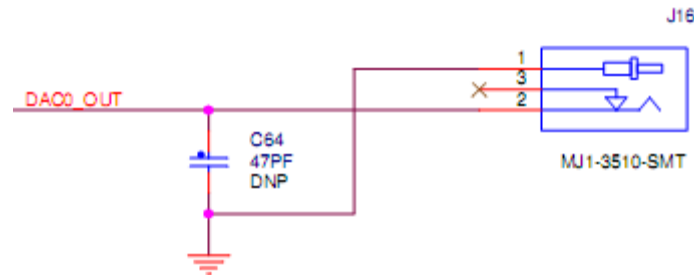 J16
1
3
DAC0_OUT
2
C64
47PF
DNP
MJ1-3510-SMT